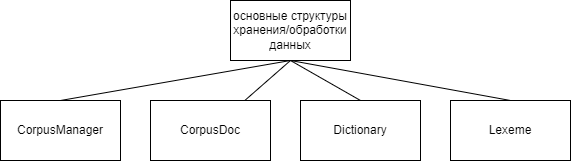 основные структуры
хранения/обработки
данных
CorpusManager
CorpusDoc
Dictionary
Lexeme